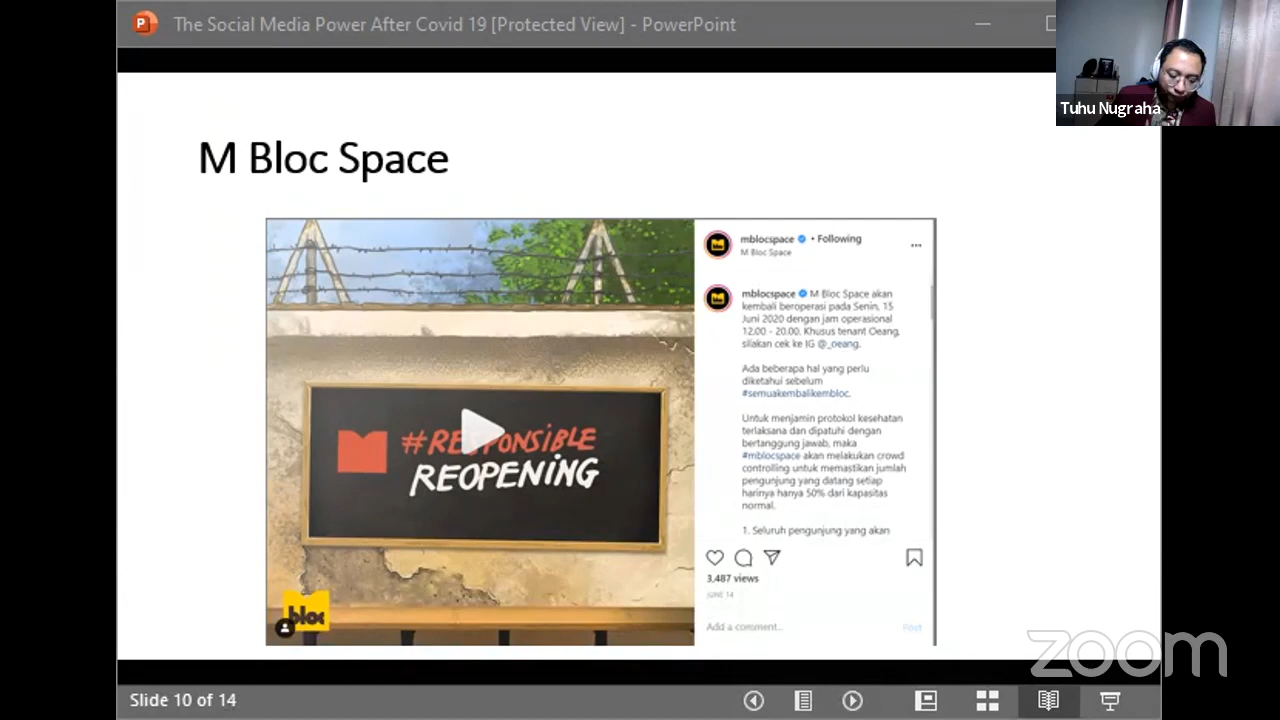 The Social Media Power After Covid 19 [Protected View] - PowerPoint
Tuhu Nugraha
M Bloc Space
#RESPONSIBLE
REOPENING
bloc
mblocspace • Following
M Bloc Space
mblocspace M Bloc Space akan
kembali beroperasi pada Senin, 15
Juni 2020 dengan jam operasional
12.00 - 20.00. Khusus tenant Oeang,
silakan cek ke IG @_oeang.
Ada beberapa hal yang perlu
diketahui sebelum
#semuakembalikembloc.
Untuk menjamin protokol kesehatan
terlaksana dan dipatuhi dengan
bertanggung jawab, maka
#mblocspace akan melakukan crowd
controlling untuk memastikan jumlah
pengunjung yang datang setiap
harinya hanya 50% dari kapasitas
normal.
1. Seluruh pengunjung yang akan
3,487 views
JUNE 14
Add a comment...
Post
zoom
Slide 10 of 14